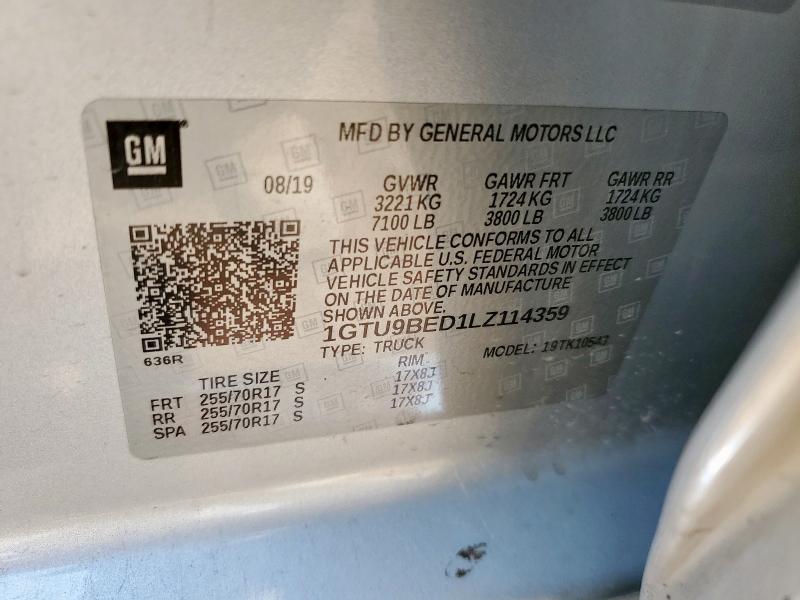 GM
MFD BY GENERAL MOTORS LLC
08/19 GVWR GAWR FRT GAWR RR
3221 KG 1724 KG 1724 KG
7100 LB 3800 LB 3800 LB
THIS VEHICLE CONFORMS TO ALL
APPLICABLE U.S. FEDERAL MOTOR
VEHICLE SAFETY STANDARDS IN EFFECT
ON THE DATE OF MANUFACTURE
SHOWN ABOVE.
1GTU9BED1LZ114359
636R
TYPE: TRUCK MODEL: 19TK10543
TIRE SIZE RIM
FRT 255/70R17 S 17X8J
RR 255/70R17 S 17X8J
SPA 255/70R17 S 17X8J